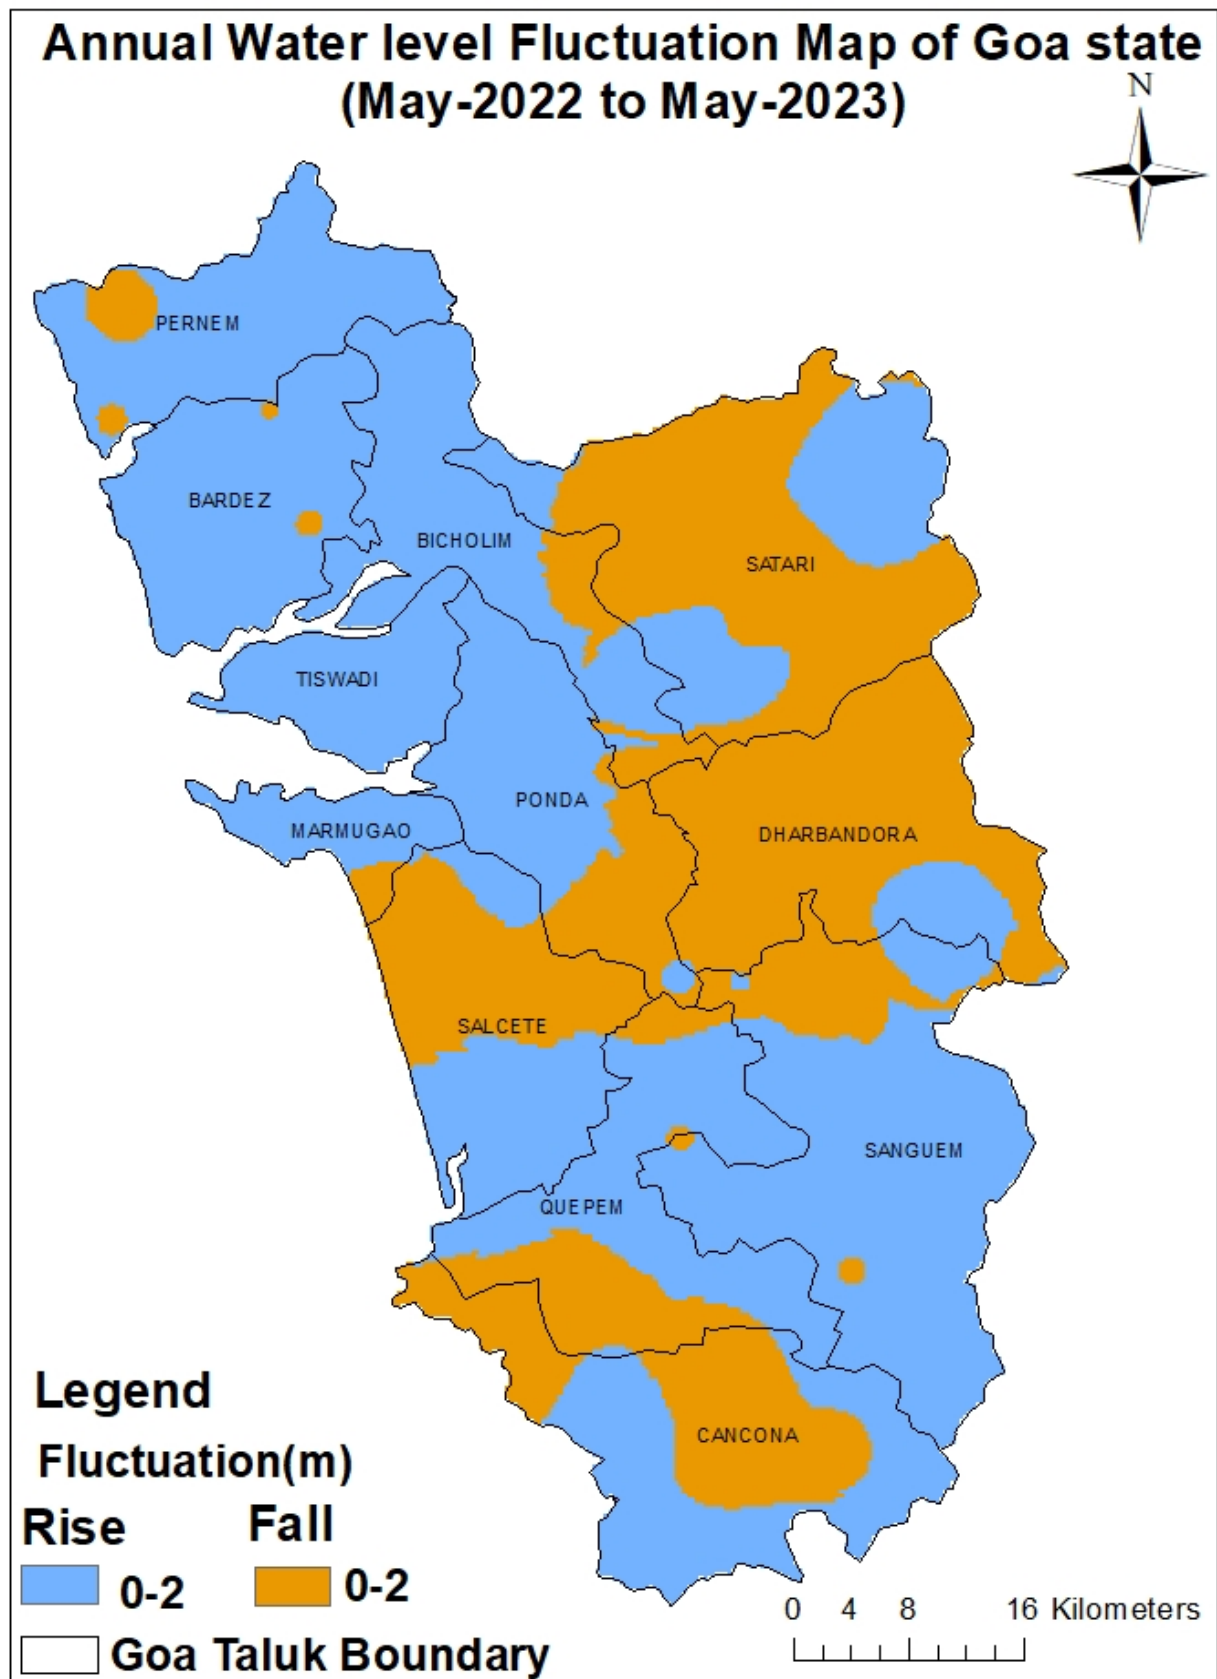 Annual Water level Fluctuation Map of Goa state
(May-2022 to May-2023)
N
PERNEM
BARDEZ
BICHOLIM
SATARI
TISWADI
PONDA
MARMUGAO
DHARBANDORA
SALCETE
SANGUEM
QUEPEM
CANCONA
Legend
Fluctuation(m)
Rise Fall
0-2 0-2
Goa Taluk Boundary
0 4 8 16 Kilometers